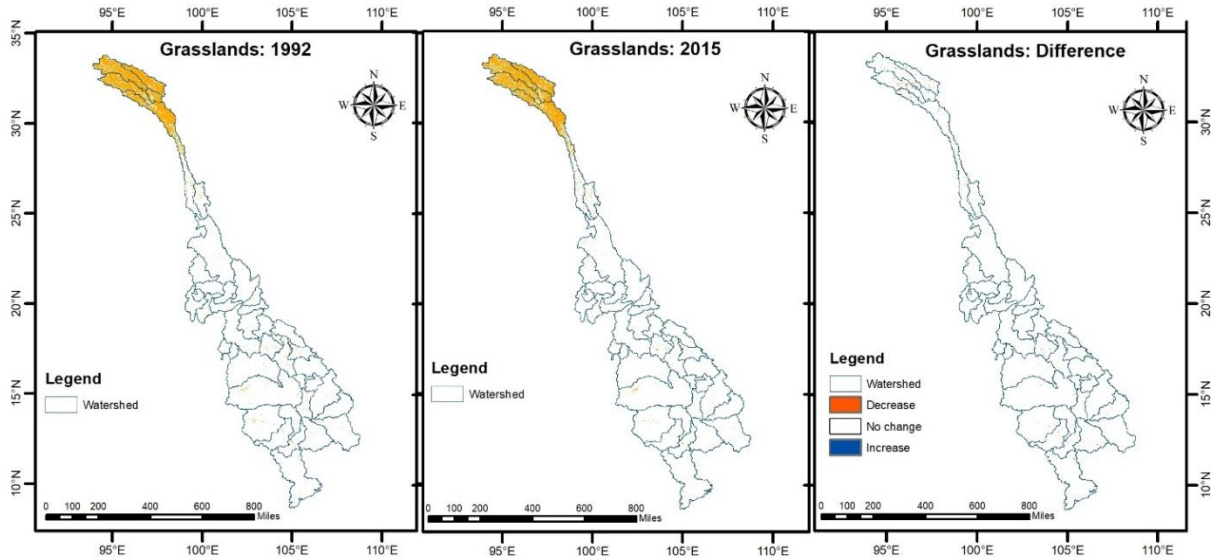 95°E 100°E 105°E 110°E 95°E 100°E 105°E 110°E 95°E 100°E 105°E 110°E
35°N
30°N
25°N
20°N
15°N
10°N
Grasslands: 1992
N
W E
S
Legend
Watershed
0 100 200 400 600 800
Miles
Grasslands: 2015
N
W E
S
Legend
Watershed
0 100 200 400 600 800
Miles
Grasslands: Difference
N
W E
S
Legend
Watershed
Decrease
No change
Increase
0 100 200 400 600 800
Miles
30°N
25°N
20°N
15°N
10°N
95°E 100°E 105°E 110°E 95°E 100°E 105°E 110°E 95°E 100°E 105°E 110°E